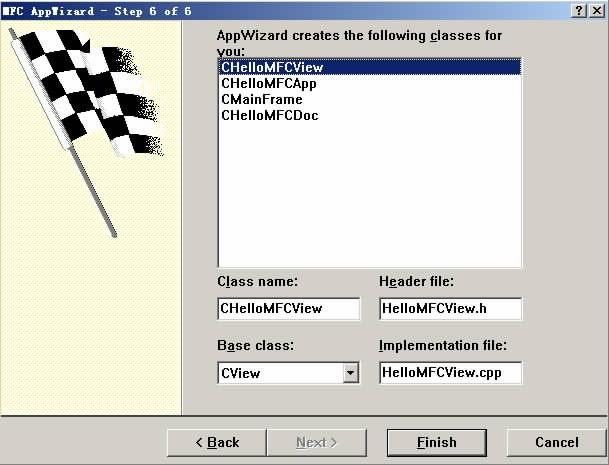 MFC AppWizard - Step 6 of 6
AppWizard creates the following classes for
you:
CHelloMFCView
CHelloMFCApp
CMainFrame
CHelloMFCDoc
Class name:
Header file:
CHelloMFCView
HelloMFCView.h
Base class:
Implementation file:
CView
HelloMFCView.cpp
< Back
Next >
Finish
Cancel